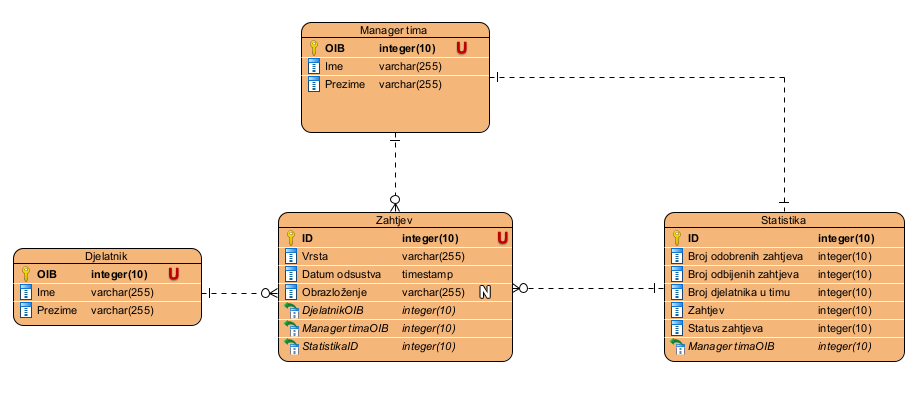 Manager tima
OIB integer(10) U
Ime varchar(255)
Prezime varchar(255)
Zahtjev
ID integer(10) U
Vrsta varchar(255)
Datum odsustva timestamp
Obrazloženje varchar(255) N
DjelatnikOIB integer(10)
Manager timaOIB integer(10)
StatistikaID integer(10)
Statistika
ID integer(10)
Broj odobrenih zahtjeva integer(10)
Broj odbijenih zahtjeva integer(10)
Broj djelatnika u timu integer(10)
Zahtjev integer(10)
Status zahtjeva integer(10)
Manager timaOIB integer(10)
Djelatnik
OIB integer(10) U
Ime varchar(255)
Prezime varchar(255)